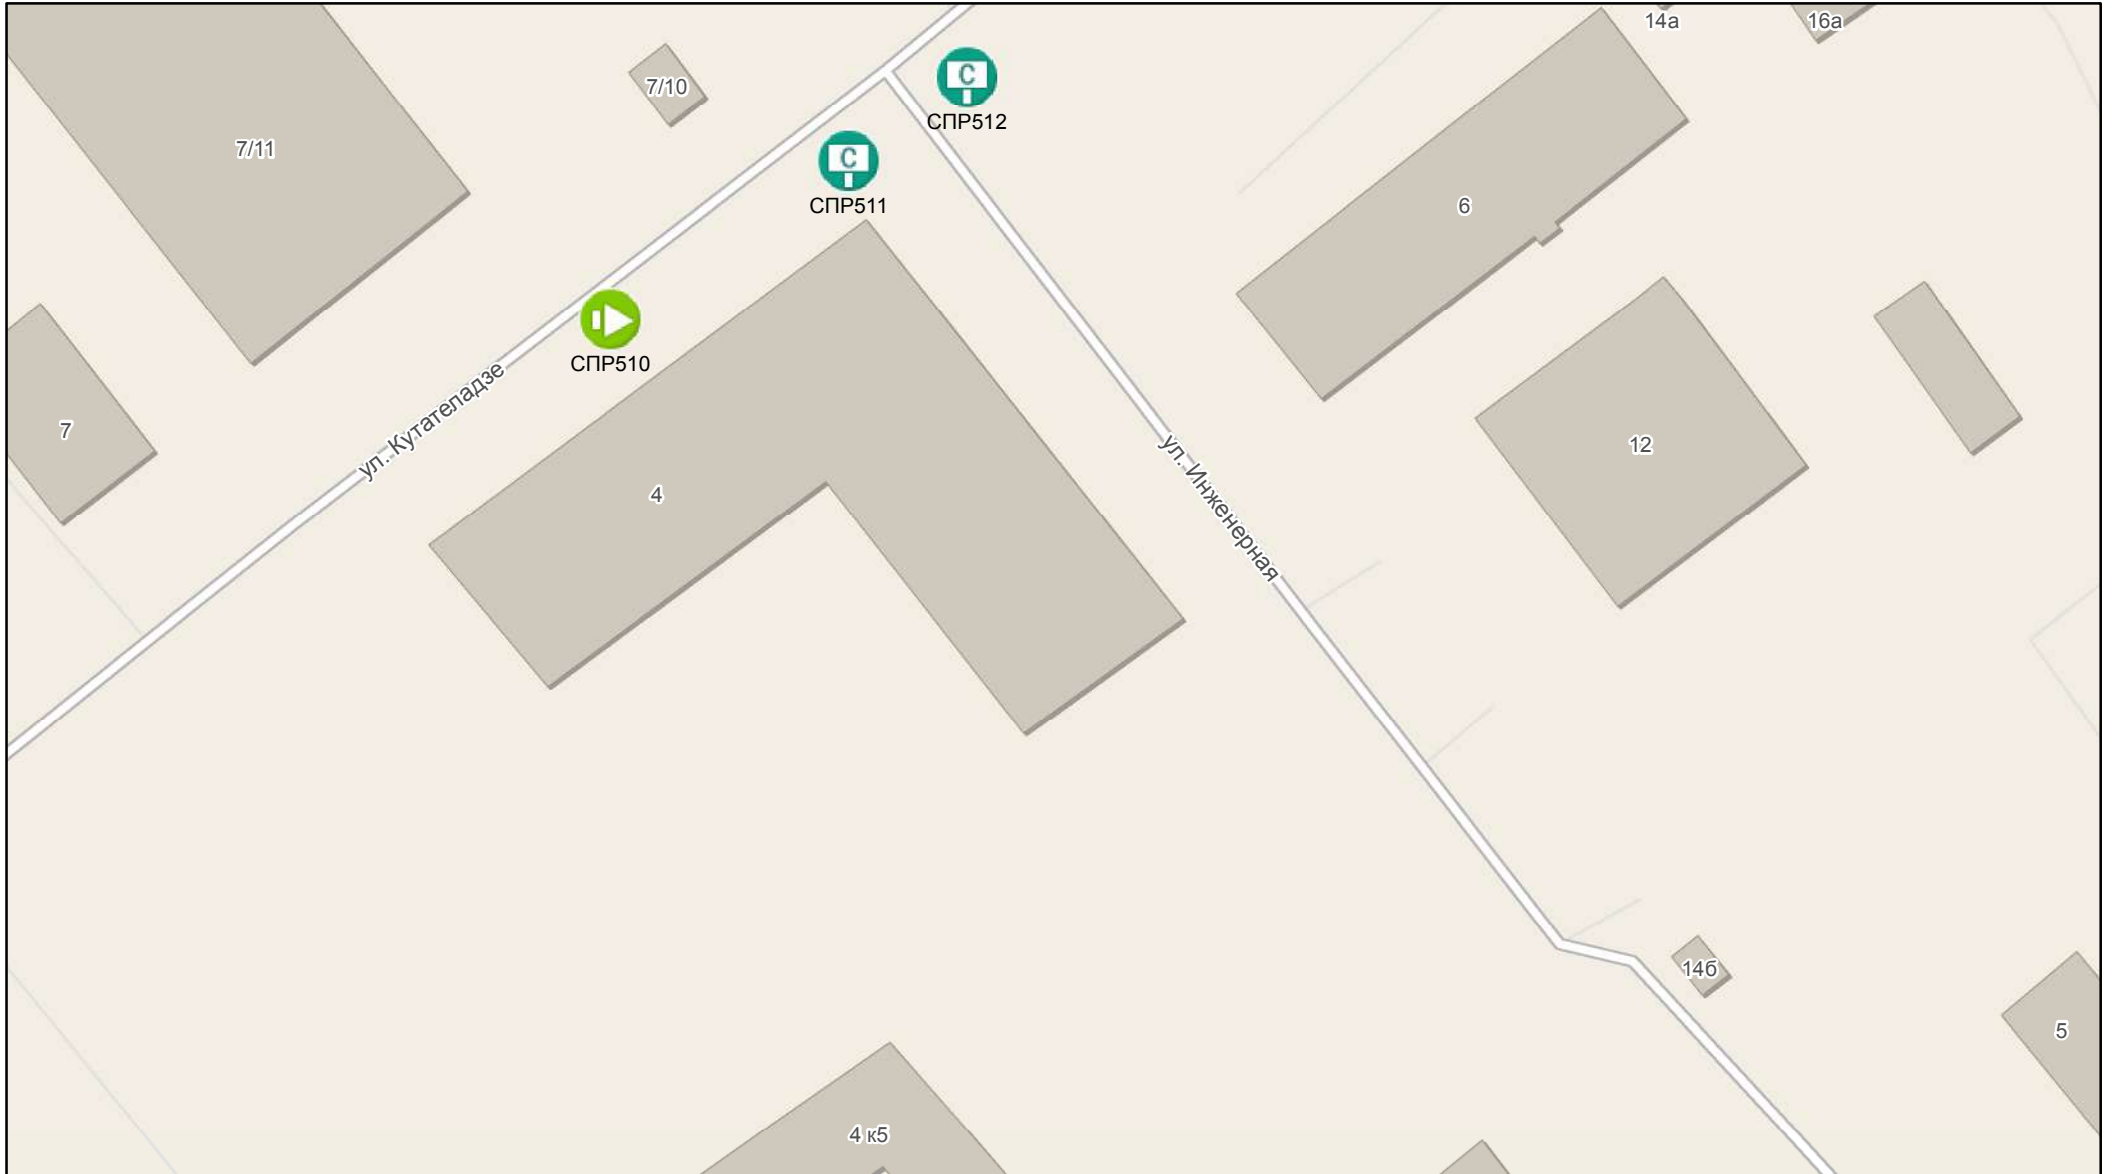 14а
16а
7/10
С
СПР512
7/11
С
СПР511
6
СПР510
ул. Кутателадзе
7
12
4
ул. Инженерная
14б
5
4 к5